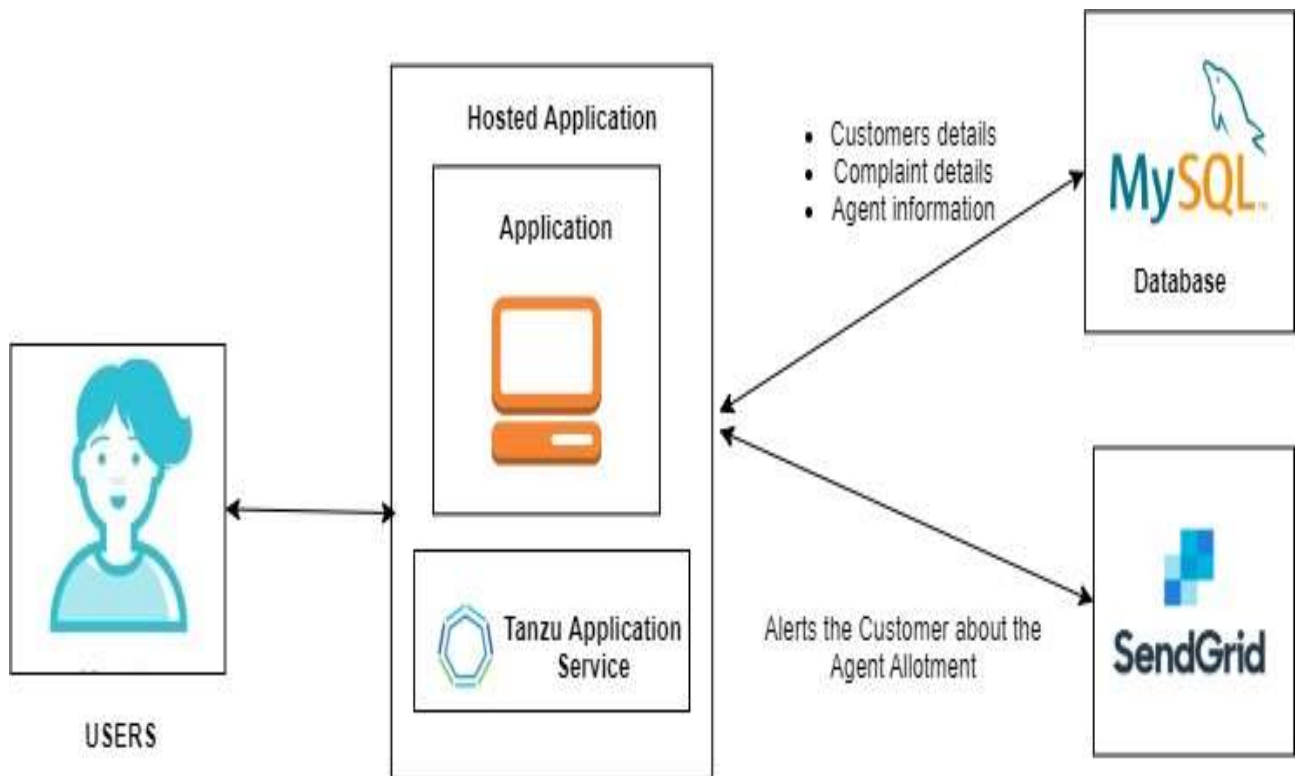 Hosted Application
Application
Tanzu Application
Service
USERS
• Customers details
• Complaint details
• Agent information
MySQL
Database
Alerts the Customer about the
Agent Allotment
SendGrid